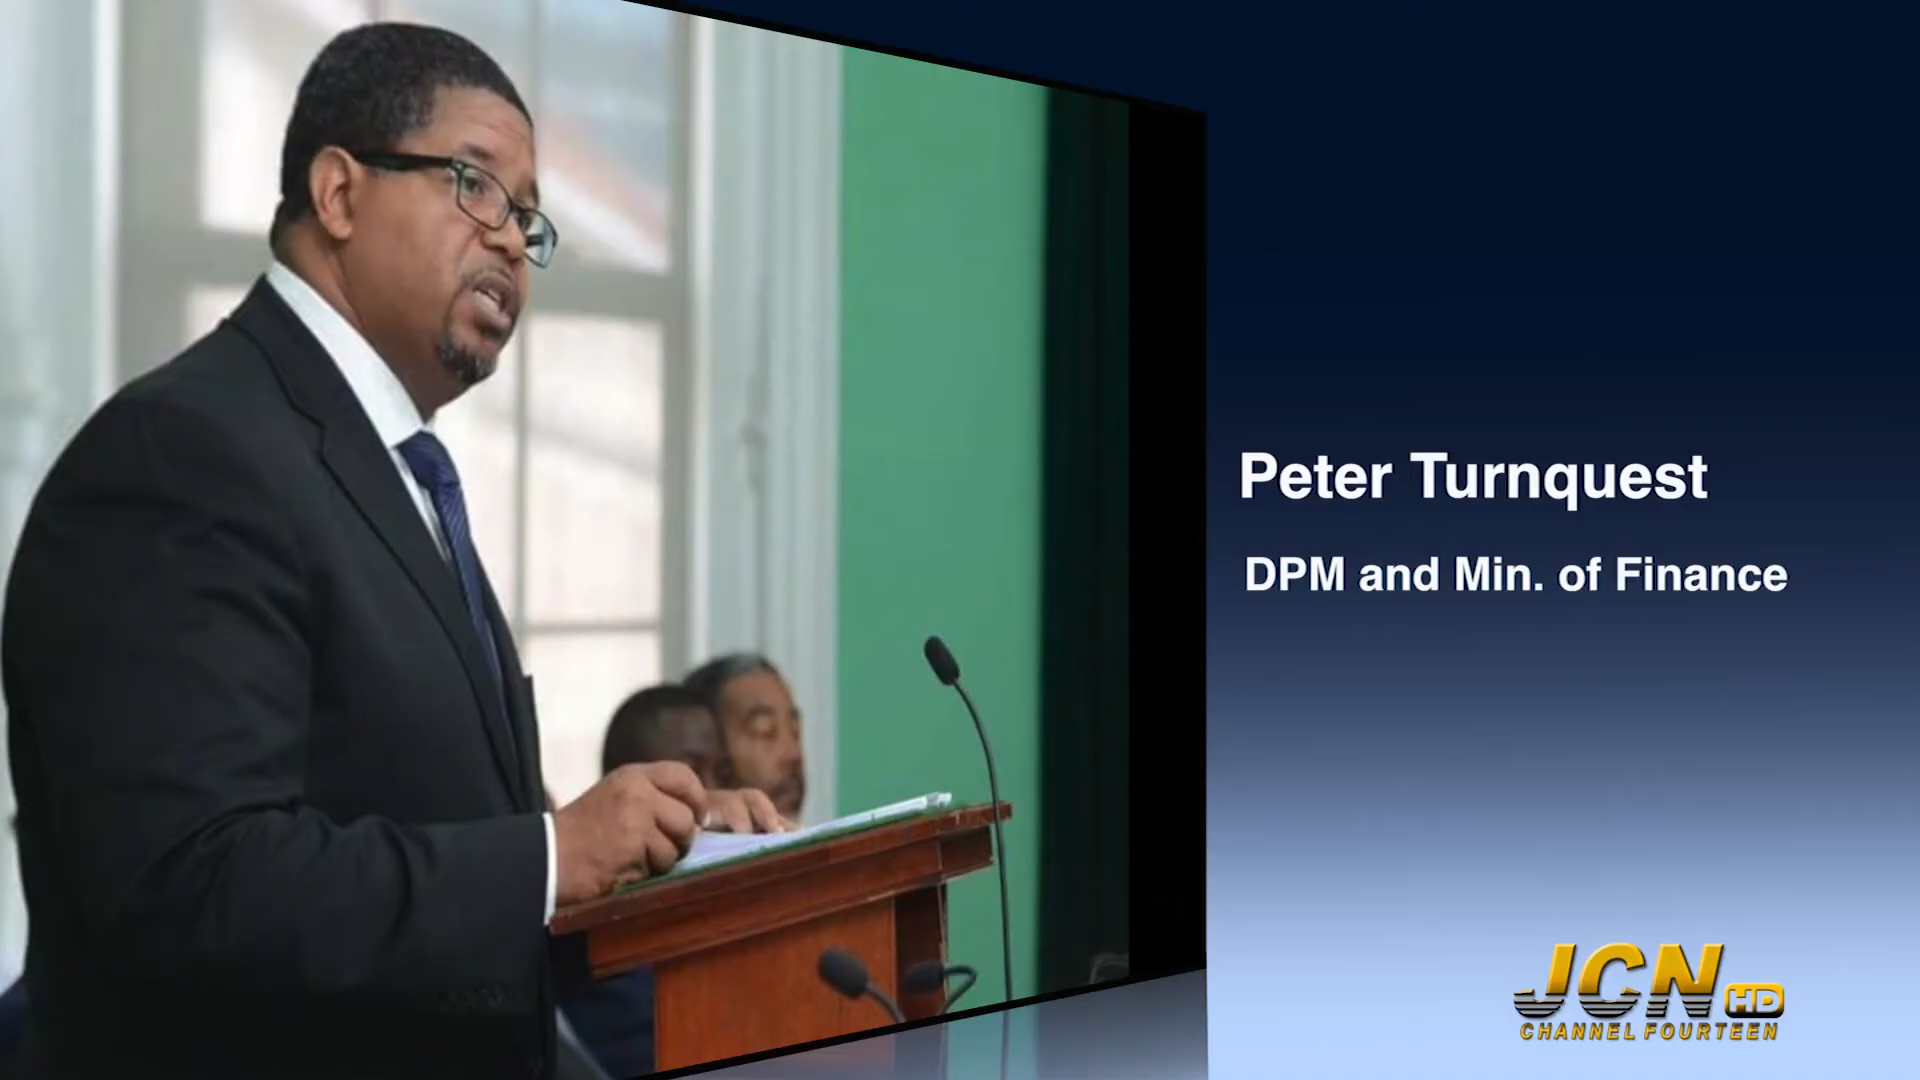 Peter Turnquest
DPM and Min. of Finance
JCN HD
CHANNEL FOURTEEN